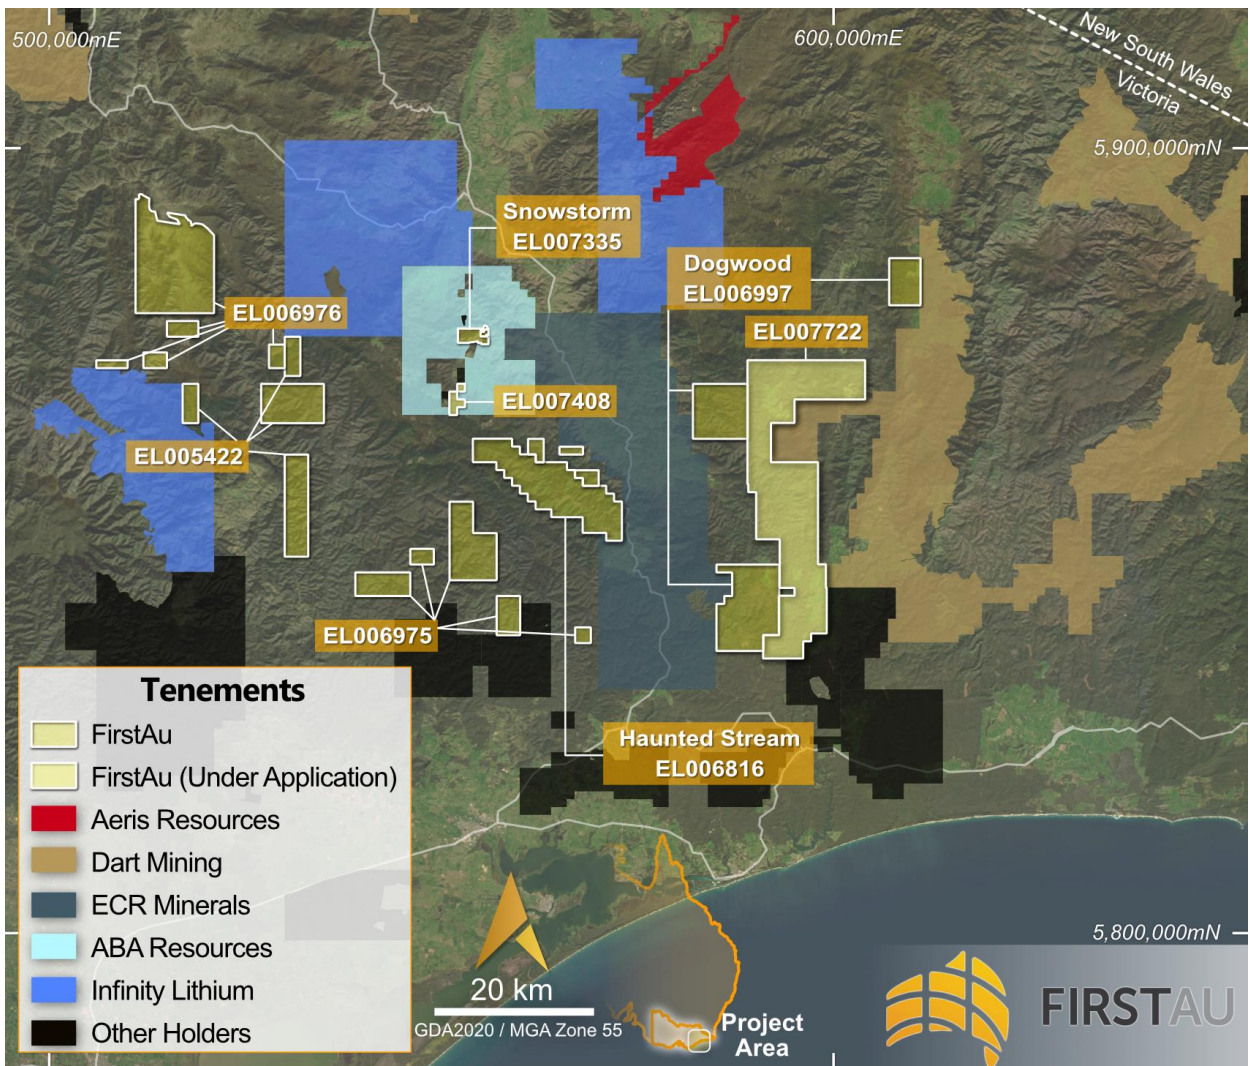 500,000mE
600,000mE
New South Wales
Victoria
5,900,000mN
Snowstorm
EL007335
Dogwood
EL006997
EL006976
EL007722
EL007408
EL005422
EL006975
Haunted Stream
EL006816
Tenements
FirstAu
FirstAu (Under Application)
Aeris Resources
Dart Mining
ECR Minerals
ABA Resources
Infinity Lithium
Other Holders
5,800,000mN
20 km
GDA2020 / MGA Zone 55
Project
Area
FIRSTAU